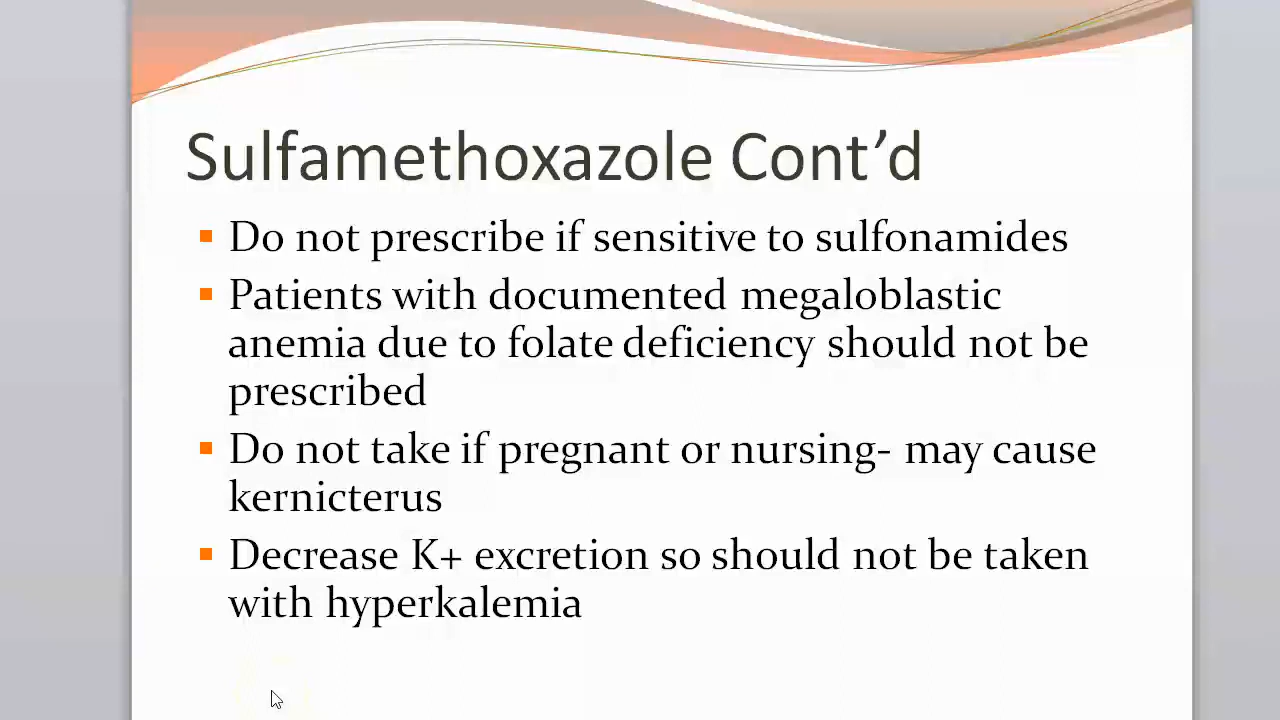 Sulfamethoxazole Cont’d
Do not prescribe if sensitive to sulfonamides
Patients with documented megaloblastic
anemia due to folate deficiency should not be
prescribed
Do not take if pregnant or nursing- may cause
kernicterus
Decrease K+ excretion so should not be taken
with hyperkalemia